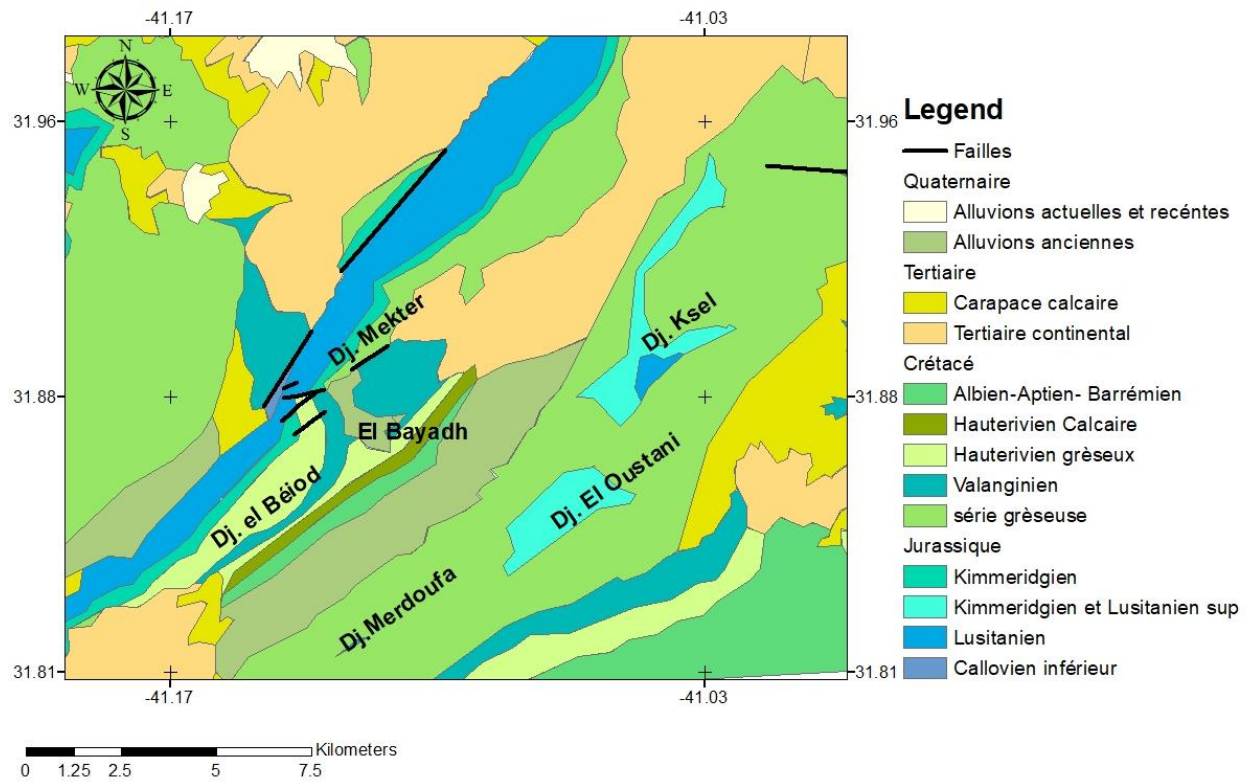 -41.17 -41.03
N
W E
S
31.96 31.96
Dj. Mekter
Dj. Ksel
31.88 31.88
El Bayadh
Dj. el Béiod
Dj. El Oustani
Dj.Merdoufa
31.81 31.81
-41.17 -41.03
Kilometers
0 1.25 2.5 5 7.5
Legend
Failles
Quaternaire
Alluvions actuelles et recéntes
Alluvions anciennes
Tertiaire
Carapace calcaire
Tertiaire continental
Crétacé
Albien-Aptien- Barrémien
Hauterivien Calcaire
Hauterivien grèseux
Valanginien
série grèseuse
Jurassique
Kimmeridgien
Kimmeridgien et Lusitanien sup
Lusitanien
Callovien inférieur